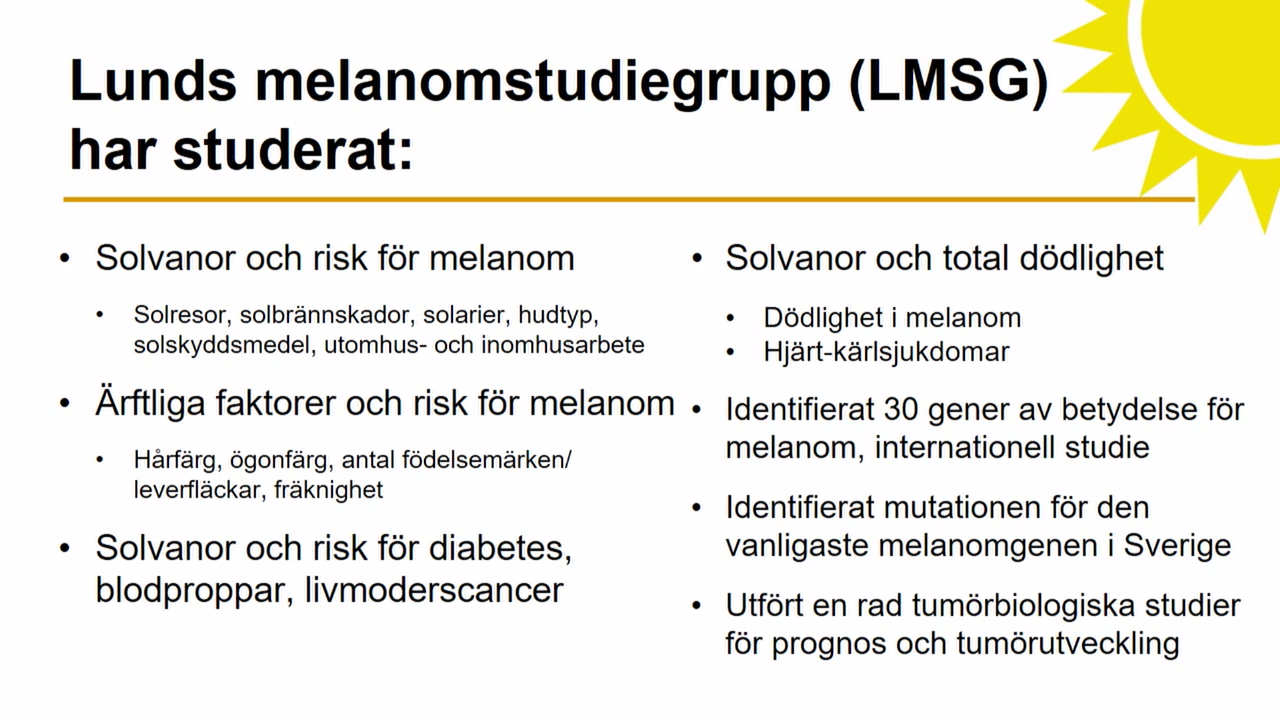 Lunds melanomstudiegrupp (LMSG)
har studerat:
• Solvanor och risk för melanom
• Solresor, solbrännskador, solarier, hudtyp,
solskyddsmedel, utomhus- och inomhusarbete
• Ärftliga faktorer och risk för melanom
• Hårfärg, ögonfärg, antal födelsemärken/
leverfläckar, fräknighet
• Solvanor och risk för diabetes,
blodproppar, livmoderscancer
• Solvanor och total dödlighet
• Dödlighet i melanom
• Hjärt-kärlsjukdomar
• Identifierat 30 gener av betydelse för
melanom, internationell studie
• Identifierat mutationen för den
vanligaste melanomgenen i Sverige
• Utfört en rad tumörbiologiska studier
för prognos och tumörutveckling